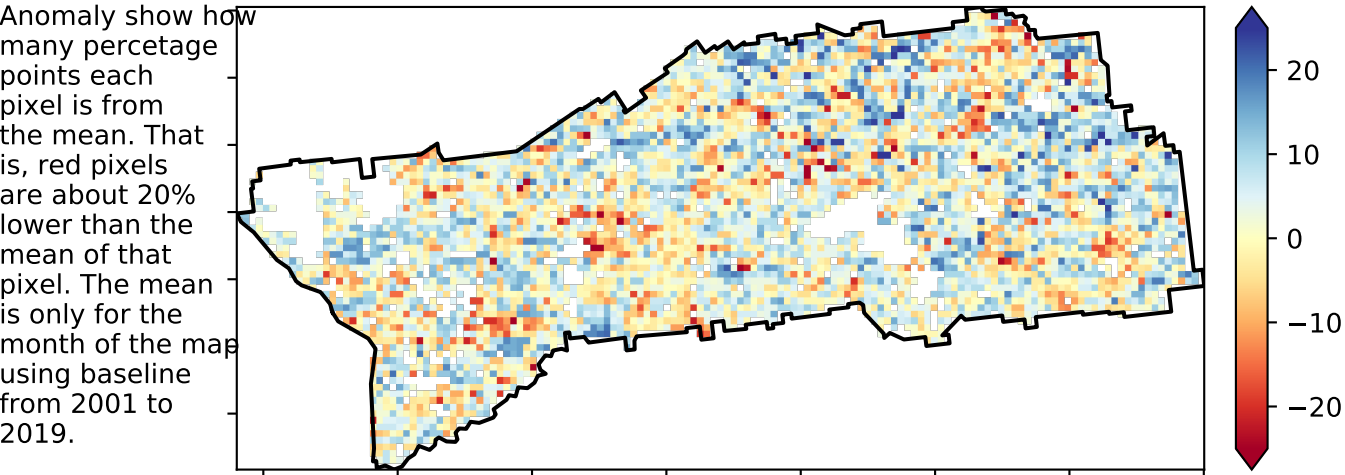 Anomaly show how
many percetage
points each
pixel is from
the mean. That
is, red pixels
are about 20%
lower than the
mean of that
pixel. The mean
is only for the
month of the map
using baseline
from 2001 to
2019.
20
10
0
−10
−20